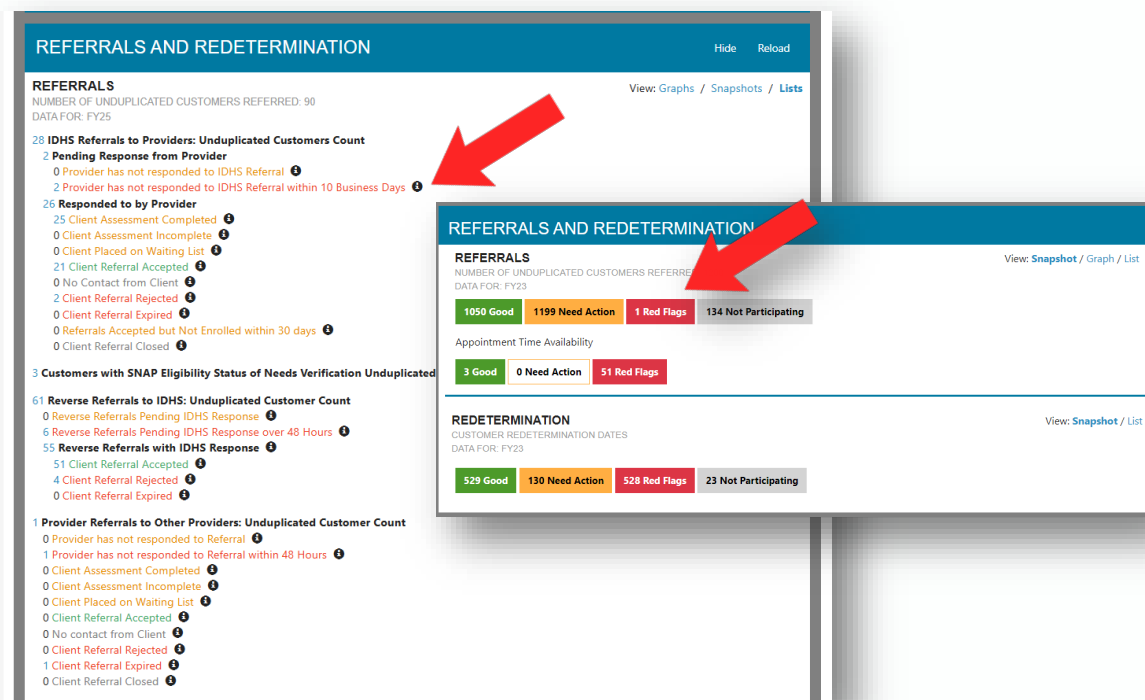 REFERRALS AND REDETERMINATION
Hide Reload
REFERRALS
View: Graphs / Snapshots / Lists
NUMBER OF UNDUPLICATED CUSTOMERS REFERRED: 90
DATA FOR: FY25
28 IDHS Referrals to Providers: Unduplicated Customers Count
2 Pending Response from Provider
0 Provider has not responded to IDHS Referral
2 Provider has not responded to IDHS Referral within 10 Business Days
26 Responded to by Provider
25 Client Assessment Completed
0 Client Assessment Incomplete
0 Client Placed on Waiting List
21 Client Referral Accepted
0 No Contact from Client
2 Client Referral Rejected
0 Client Referral Expired
0 Referrals Accepted but Not Enrolled within 30 days
0 Client Referral Closed
3 Customers with SNAP Eligibility Status of Needs Verification Unduplicated
61 Reverse Referrals to IDHS: Unduplicated Customer Count
0 Reverse Referrals Pending IDHS Response
6 Reverse Referrals Pending IDHS Response over 48 Hours
55 Reverse Referrals with IDHS Response
51 Client Referral Accepted
4 Client Referral Rejected
0 Client Referral Expired
1 Provider Referrals to Other Providers: Unduplicated Customer Count
0 Provider has not responded to Referral
1 Provider has not responded to Referral within 48 Hours
0 Client Assessment Completed
0 Client Assessment Incomplete
0 Client Placed on Waiting List
0 Client Referral Accepted
0 No contact from Client
0 Client Referral Rejected
1 Client Referral Expired
0 Client Referral Closed
REFERRALS AND REDETERMINATION
REFERRALS
View: Snapshot / Graph / List
NUMBER OF UNDUPLICATED CUSTOMERS REFERRE
DATA FOR: FY23
1050 Good 1199 Need Action 1 Red Flags 134 Not Participating
Appointment Time Availability
3 Good 0 Need Action 51 Red Flags
REDETERMINATION
View: Snapshot / List
CUSTOMER REDETERMINATION DATES
DATA FOR: FY23
529 Good 130 Need Action 528 Red Flags 23 Not Participating